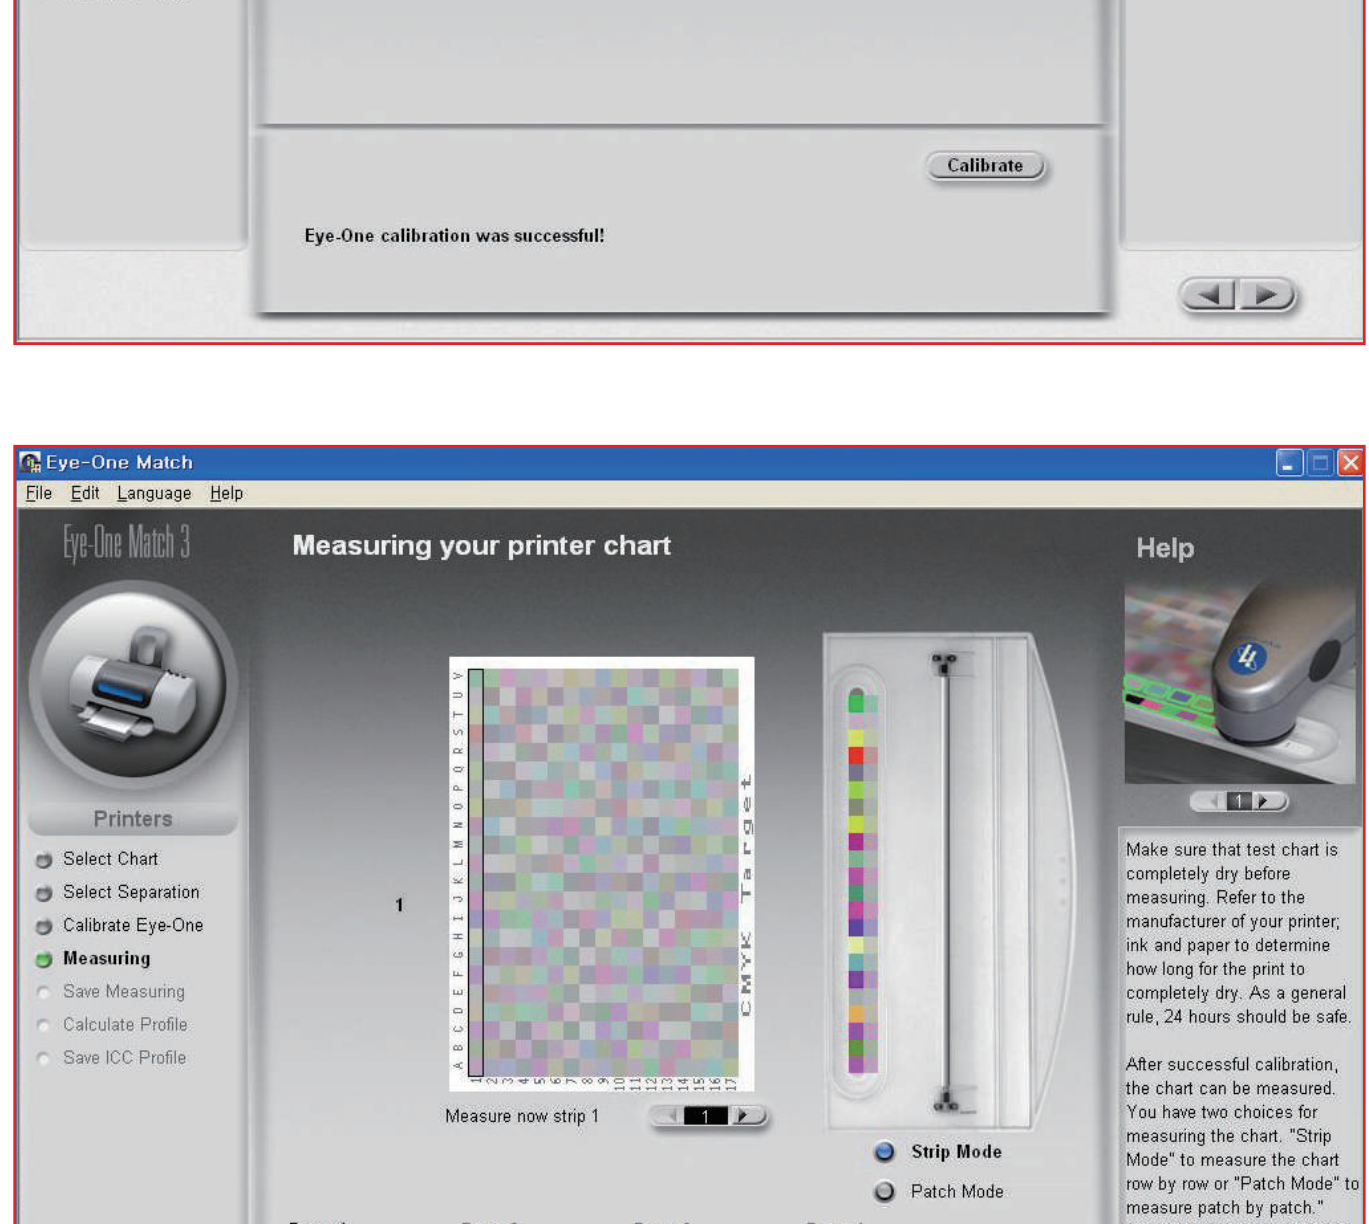 Calibrate
Eye-One calibration was successful!
Eye-One Match
File Edit Language Help
Eye-One Match 3
Measuring your printer chart
Help
Printers
Select Chart
Select Separation
Calibrate Eye-One
Measuring
Save Measuring
Calculate Profile
Save ICC Profile
1
A B C D E F G H I J K L M N O P Q R S T U V
CMYK Target
1 2 3 4 5 6 7 8 9 10 11 12 13 14 15 16 17
Measure now strip 1
1
Strip Mode
Patch Mode
1
Make sure that test chart is
completely dry before
measuring. Refer to the
manufacturer of your printer;
ink and paper to determine
how long for the print to
completely dry. As a general
rule, 24 hours should be safe.
After successful calibration,
the chart can be measured.
You have two choices for
measuring the chart. "Strip
Mode" to measure the chart
row by row or "Patch Mode" to
measure patch by patch."